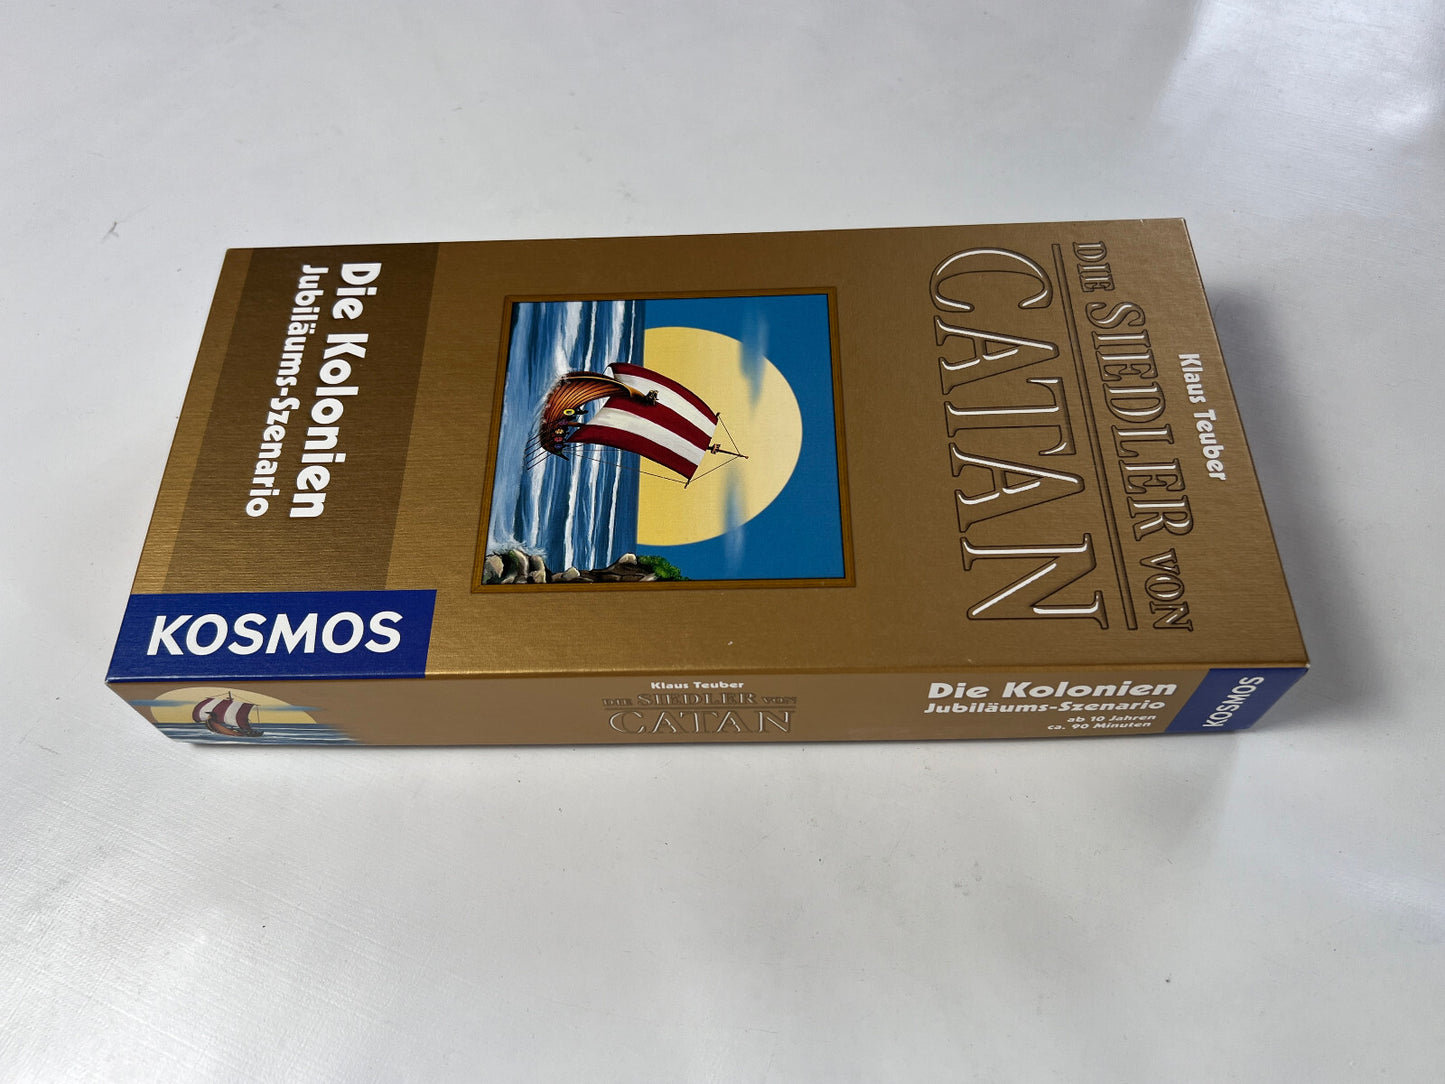 Klaus Teuber
DIE SIEDLER VON
CATAN
Die Kolonien
Jubiläums-Szenario
KOSMOS
Klaus Teuber
DIE SIEDLER VON
CATAN
Die Kolonien
Jubiläums-Szenario
ab 10 Jahren
ca. 90 Minuten
KOSMOS